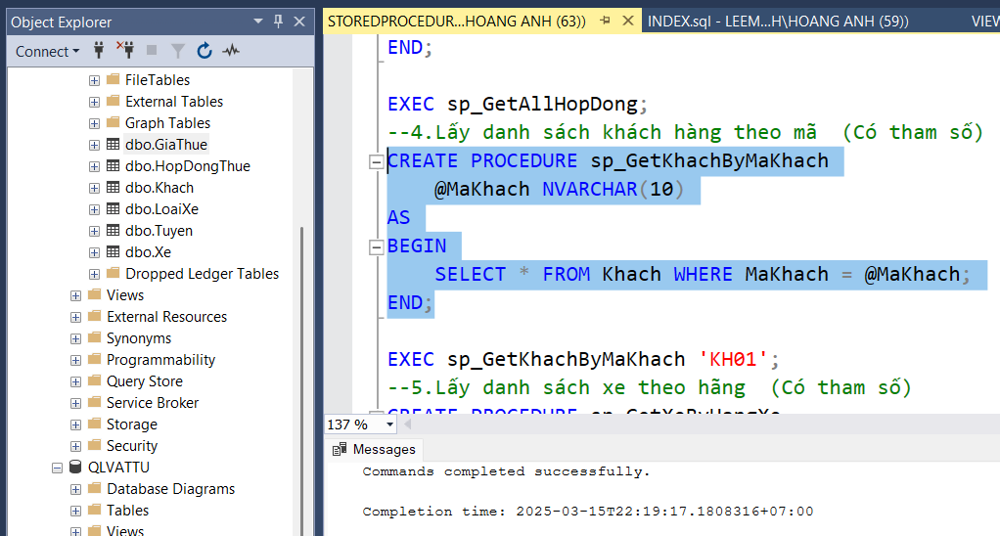 Object Explorer
Connect
FileTables
External Tables
Graph Tables
dbo.GiaThue
dbo.HopDongThue
dbo.Khach
dbo.LoaiXe
dbo.Tuyen
dbo.Xe
Dropped Ledger Tables
Views
External Resources
Synonyms
Programmability
Query Store
Service Broker
Storage
Security
QLVATTU
Database Diagrams
Tables
Views
STOREDPROCEDUR...HOANG ANH (63))
INDEX.sql - LEEM...H\HOANG ANH (59))
VIEW
END;
EXEC sp_GetAllHopDong;
--4.Lấy danh sách khách hàng theo mã  (Có tham số)
CREATE PROCEDURE sp_GetKhachByMaKhach
@MaKhach NVARCHAR(10)
AS
BEGIN
SELECT * FROM Khach WHERE MaKhach = @MaKhach;
END;
EXEC sp_GetKhachByMaKhach 'KH01';
--5.Lấy danh sách xe theo hãng  (Có tham số)
CREATE PROCEDURE sp_GetXeByHangXe
137 %
Messages
Commands completed successfully.
Completion time: 2025-03-15T22:19:17.1808316+07:00